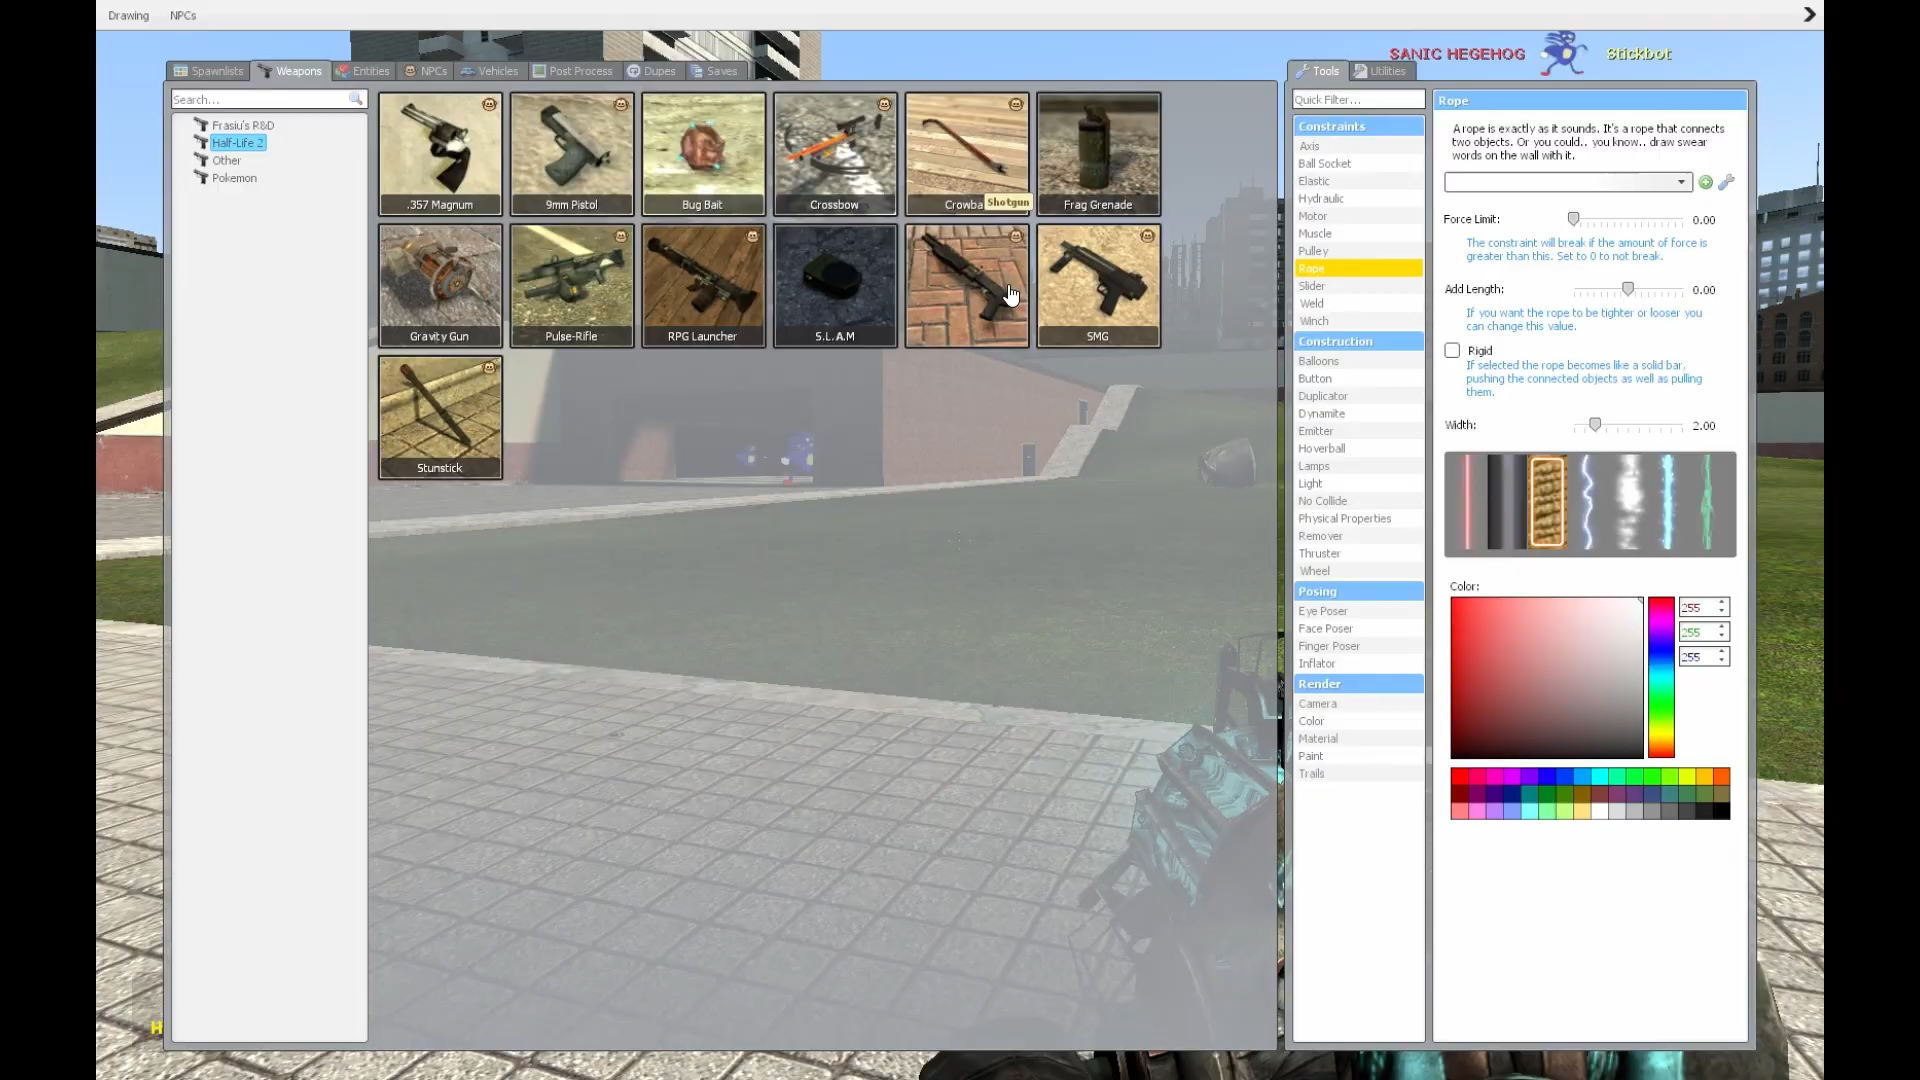 Drawing NPCs
SANIC HEGEHOG Stickbot
Spawnlists Weapons Entities NPCs Vehicles Post Process Dupes Saves
Tools Utilities
Search...
Frasiu's R&D
Half-Life 2
Other
Pokemon
.357 Magnum 9mm Pistol Bug Bait Crossbow Frag Grenade
Shotgun
Gravity Gun Pulse-Rifle RPG Launcher S.L.A.M SMG
Stunstick
Quick Filter...
Constraints
Axis
Ball Socket
Elastic
Hydraulic
Motor
Muscle
Pulley
Rope
Slider
Weld
Winch
Construction
Balloons
Button
Duplicator
Dynamite
Emitter
Hoverball
Lamps
Light
No Collide
Physical Properties
Remover
Thruster
Wheel
Posing
Eye Poser
Face Poser
Finger Poser
Inflator
Render
Camera
Color
Material
Paint
Trails
Rope
A rope is exactly as it sounds. It's a rope that connects
two objects. Or you could.. you know.. draw swear
words on the wall with it.
Force Limit: 0.00
The constraint will break if the amount of force is
greater than this. Set to 0 to not break.
Add Length: 0.00
If you want the rope to be tighter or looser you
can change this value.
Rigid
If selected the rope becomes like a solid bar,
pushing the connected objects as well as pulling
them.
Width: 2.00
Color:
255
255
255
H